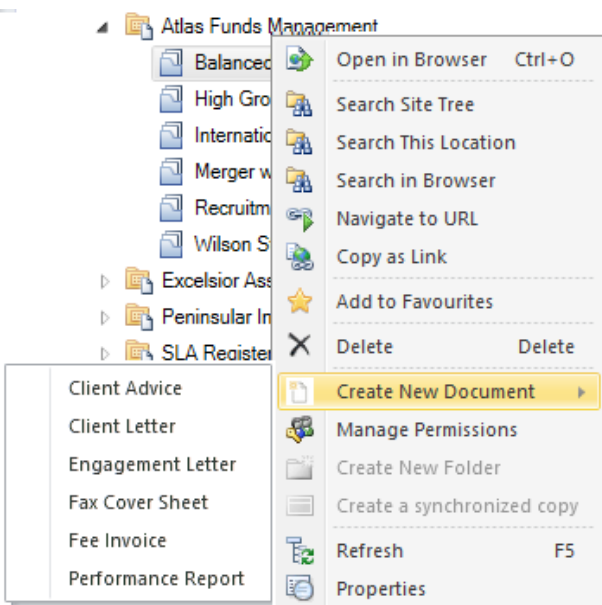 Atlas Funds Management
Balanced
High Gro
Internatio
Merger w
Recruitm
Wilson S
Excelsior Ass
Peninsular In
SLA Register
Open in Browser Ctrl+O
Search Site Tree
Search This Location
Search in Browser
Navigate to URL
Copy as Link
Add to Favourites
Delete Delete
Create New Document
Manage Permissions
Create New Folder
Create a synchronized copy
Refresh F5
Properties
Client Advice
Client Letter
Engagement Letter
Fax Cover Sheet
Fee Invoice
Performance Report